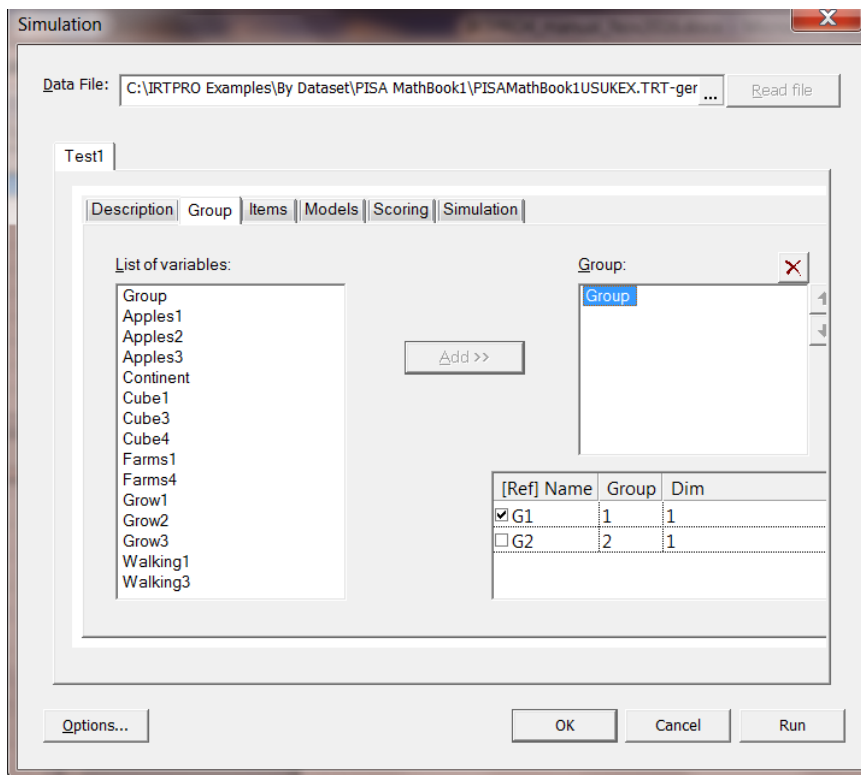 Simulation
Data File: C:\IRTPRO Examples\By Dataset\PISA MathBook1\PISAMathBook1USUKEX.TRT-ger ... Read file
Test1
Description Group Items Models Scoring Simulation
List of variables:
Group
Apples1
Apples2
Apples3
Continent
Cube1
Cube3
Cube4
Farms1
Farms4
Grow1
Grow2
Grow3
Walking1
Walking3
Add >>
Group:
Group
[Ref] Name Group Dim
G1 1 1
G2 2 1
Options... OK Cancel Run